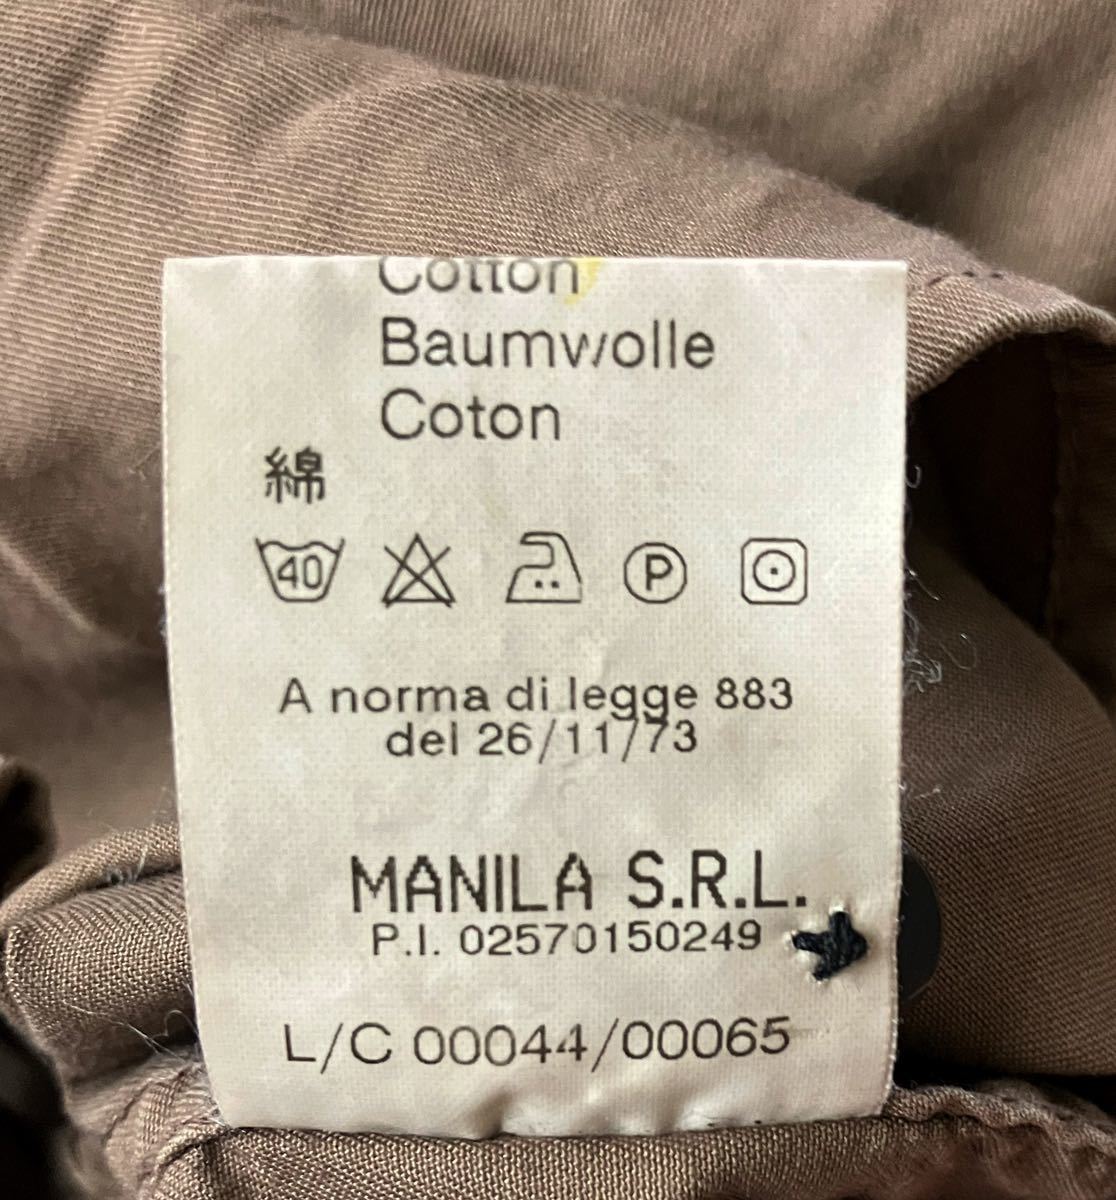 Cotton
Baumwolle
Coton
綿
40 P
A norma di legge 883
del 26/11/73
MANILA S.R.L.
P.I. 02570150249
L/C 00044/00065